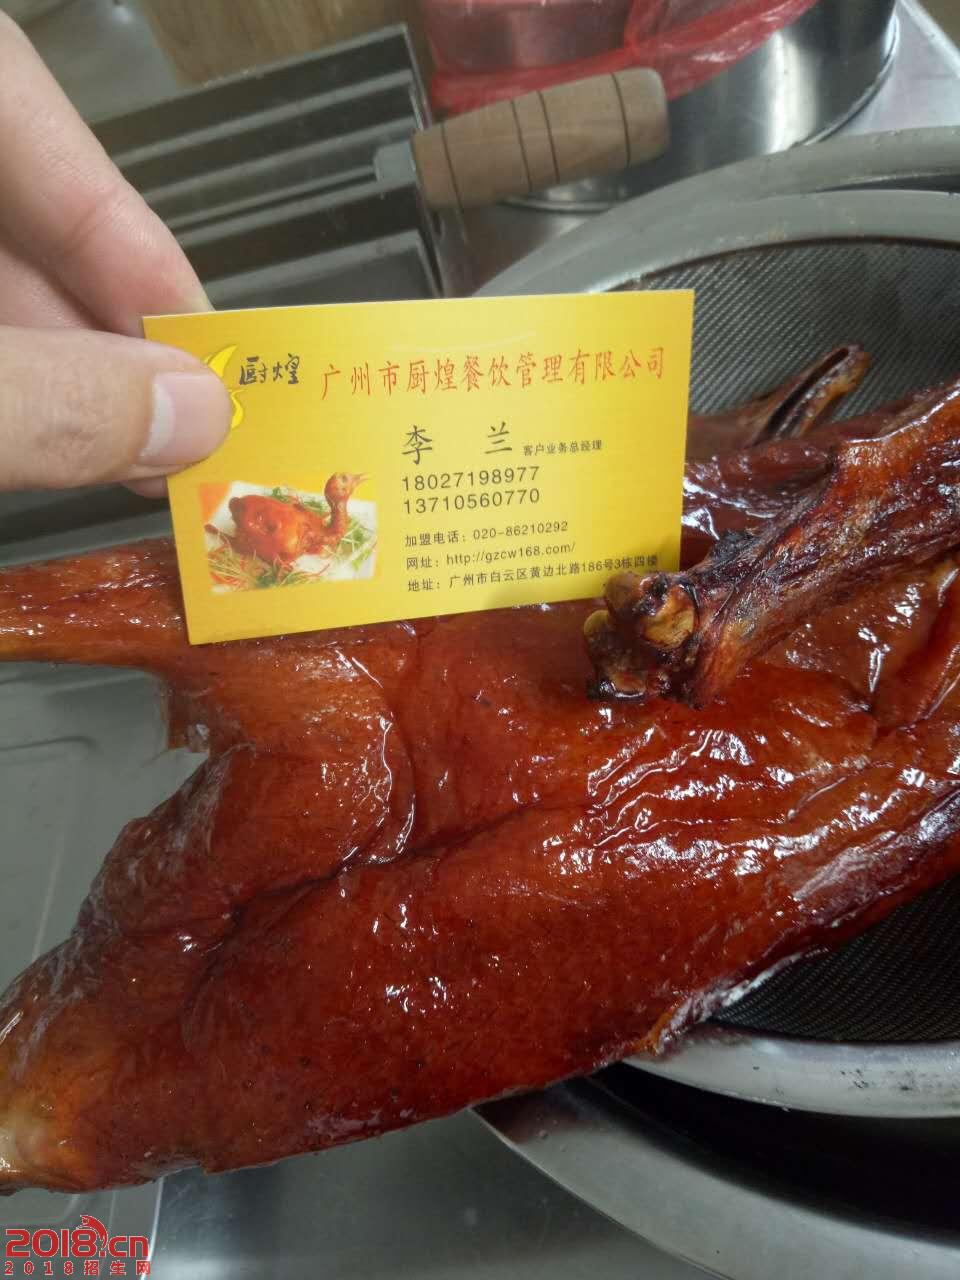 厨煌
广州市厨煌餐饮管理有限公司
李 兰 客户业务总经理
18027198977
13710560770
加盟电话：020-86210292
网址：http://gzcw168.com/
地址：广州市白云区黄边北路186号3栋四楼
2018.cn
2018招生网